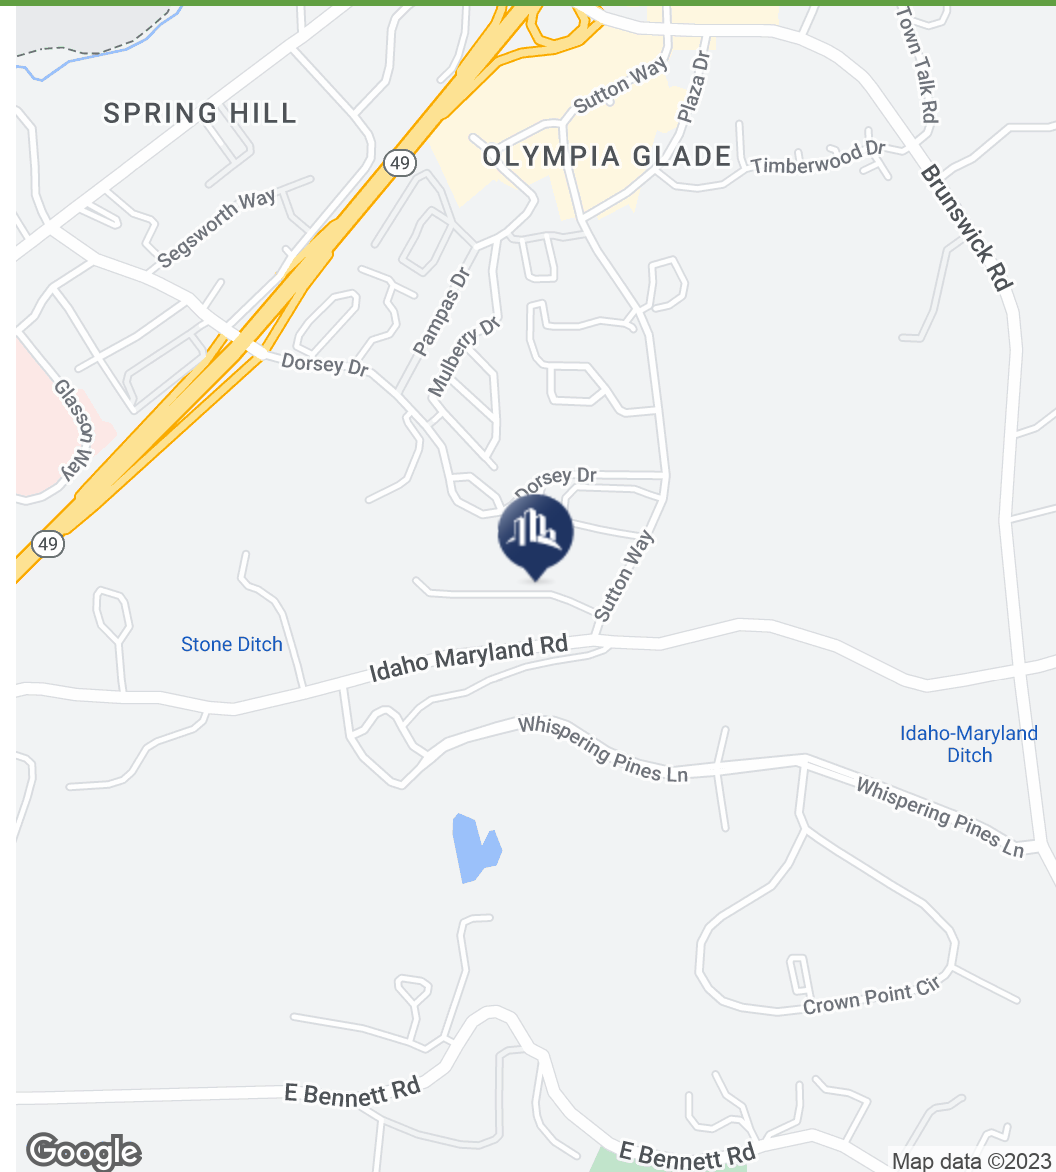 Town Talk Rd
Sutton Way
Plaza Dr
SPRING HILL
OLYMPIA GLADE
49
Timberwood Dr
Brunswick Rd
Segsworth Way
Pampas Dr
Mulberry Dr
Dorsey Dr
Glasson Way
Dorsey Dr
49
Sutton Way
Stone Ditch
Idaho Maryland Rd
Whispering Pines Ln
Idaho-Maryland
Ditch
Whispering Pines Ln
Crown Point Cir
E Bennett Rd
E Bennett Rd
Google
Map data ©2023